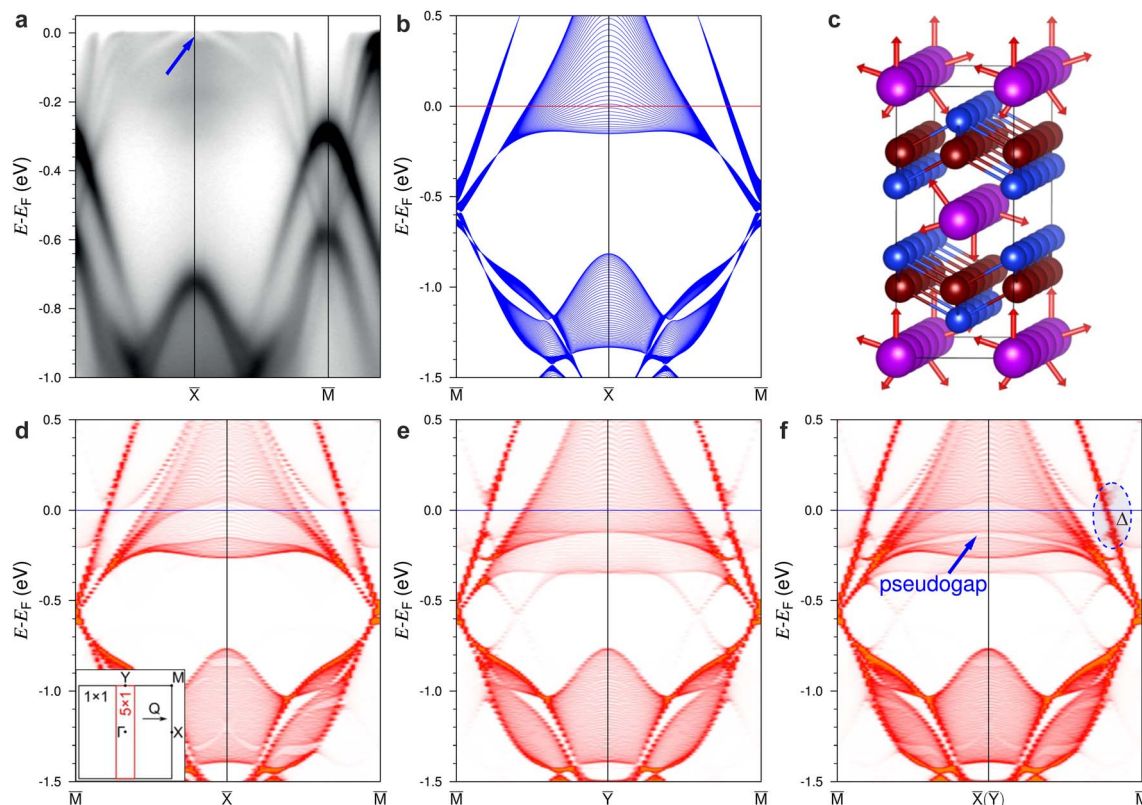 a
0.0
-0.2
-0.4
-0.6
-0.8
-1.0
E-EF (eV)
X̅
M̅
b
0.5
0.0
-0.5
-1.0
-1.5
E-EF (eV)
M̅
X̅
M̅
c
d
0.5
0.0
-0.5
-1.0
-1.5
E-EF (eV)
Y
M
1×1
5×1
Q
Γ
X
M̅
X̅
M̅
e
0.5
0.0
-0.5
-1.0
-1.5
E-EF (eV)
M̅
Y̅
M̅
f
0.5
0.0
-0.5
-1.0
-1.5
E-EF (eV)
Δ
pseudogap
M̅
X̅(Y̅)
M̅